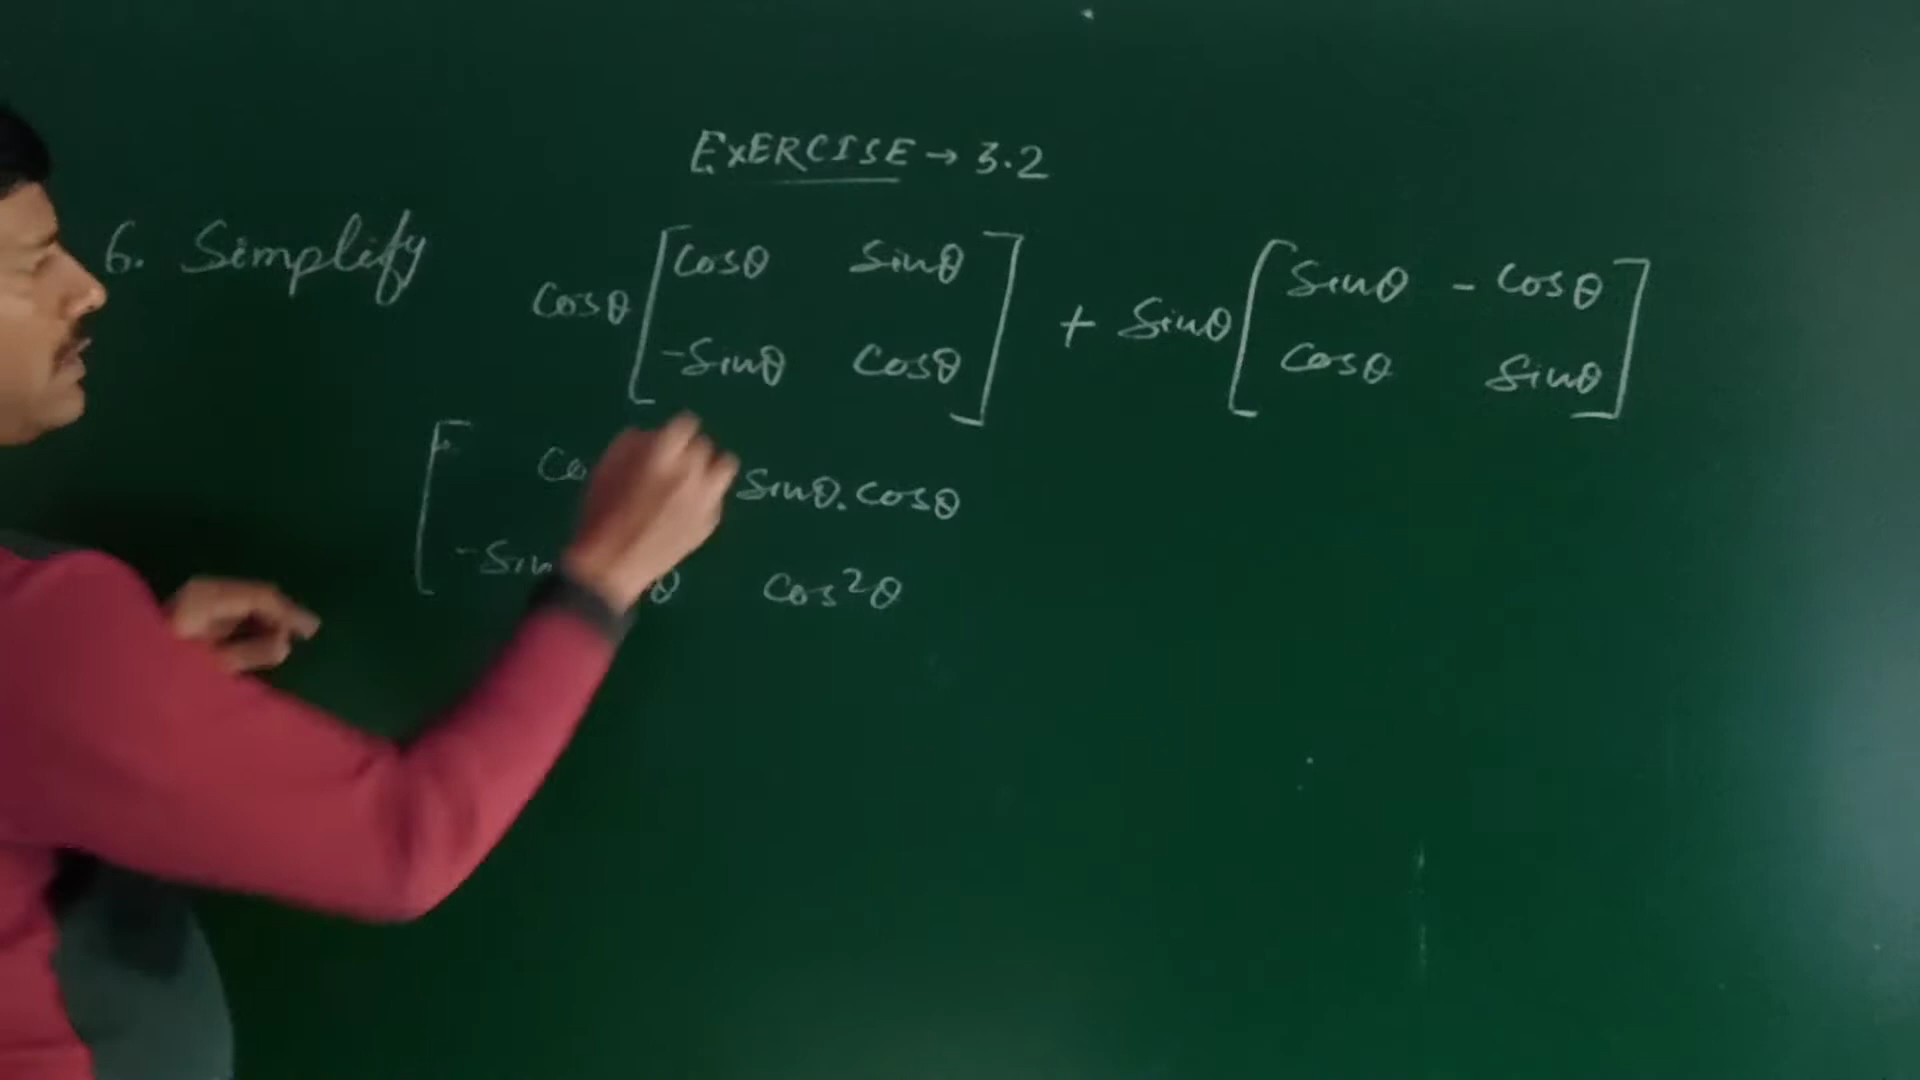 EXERCISE → 3.2
6. Simplify cosθ [cosθ sinθ] + sinθ [sinθ -cosθ]
[-sinθ cosθ] [cosθ sinθ]
[ sinθ.cosθ
cos²θ